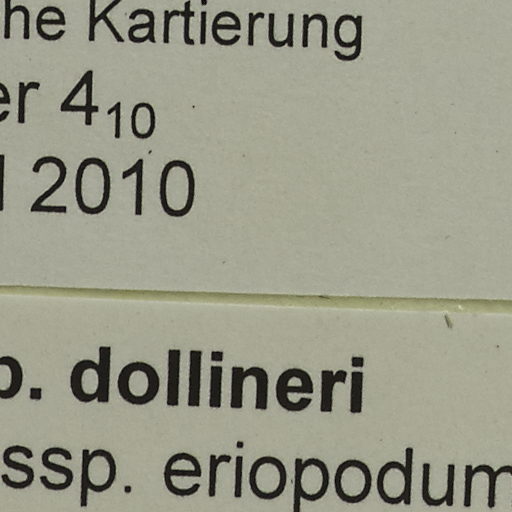 he Kartierung
er 4₁₀
l 2010
p. dollineri
ssp. eriopodum